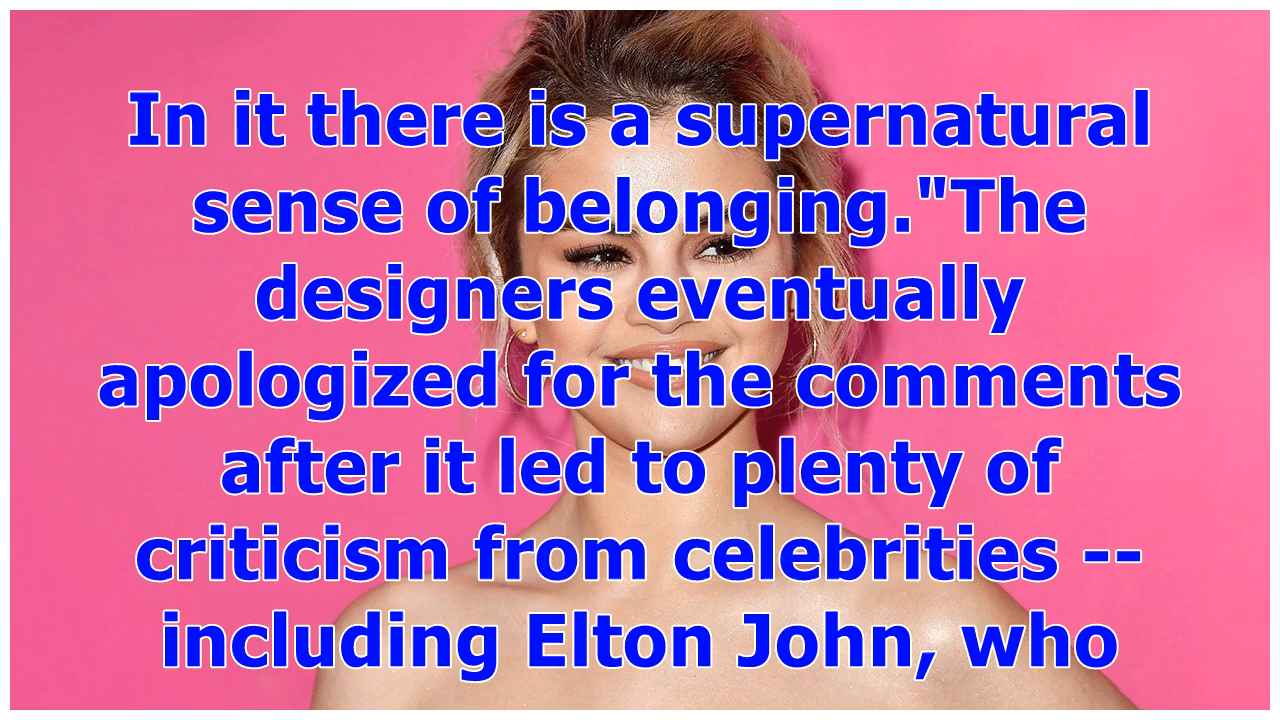 In it there is a supernatural
sense of belonging."The
designers eventually
apologized for the comments
after it led to plenty of
criticism from celebrities --
including Elton John, who